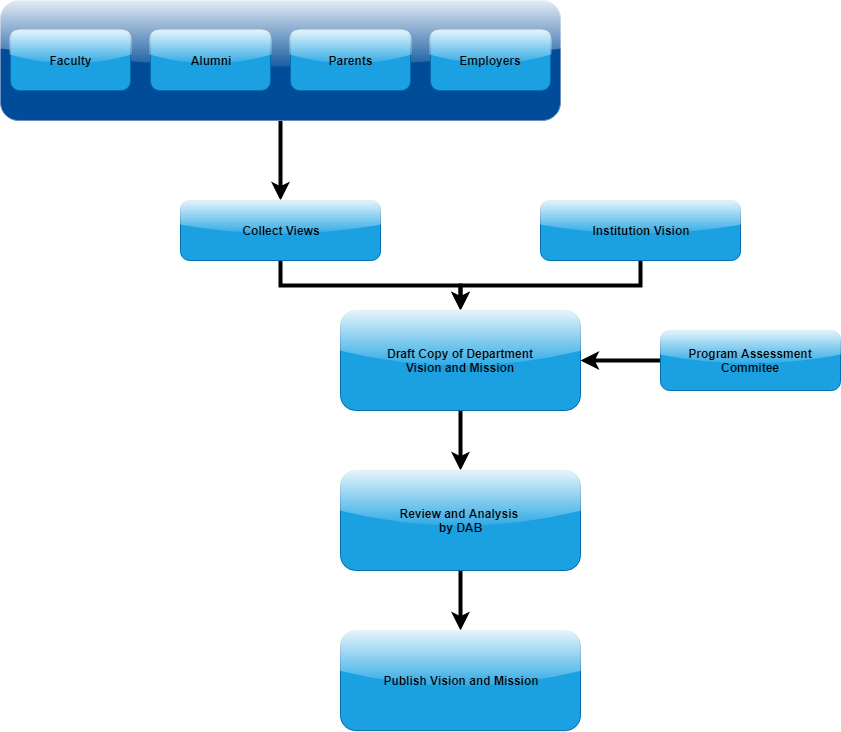 Faculty
Alumni
Parents
Employers
Collect Views
Institution Vision
Draft Copy of Department
Vision and Mission
Program Assessment
Commitee
Review and Analysis
by DAB
Publish Vision and Mission